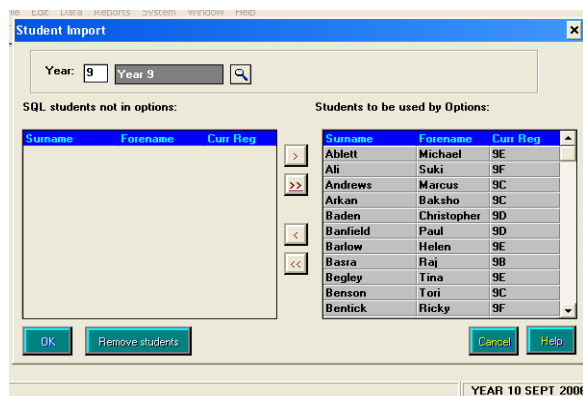 File Edit Data Reports System Window Help
Student Import
Year: 9 Year 9
SQL students not in options:
Students to be used by Options:
Surname Forename Curr Reg
Surname Forename Curr Reg
> Ablett Michael 9E
Ali Suki 9F
>> Andrews Marcus 9C
Arkan Baksho 9C
Baden Christopher 9D
< Banfield Paul 9D
Barlow Helen 9E
<< Basra Raj 9B
Begley Tina 9E
Benson Tori 9C
Bentick Ricky 9F
OK Remove students Cancel Help
YEAR 10 SEPT 2006